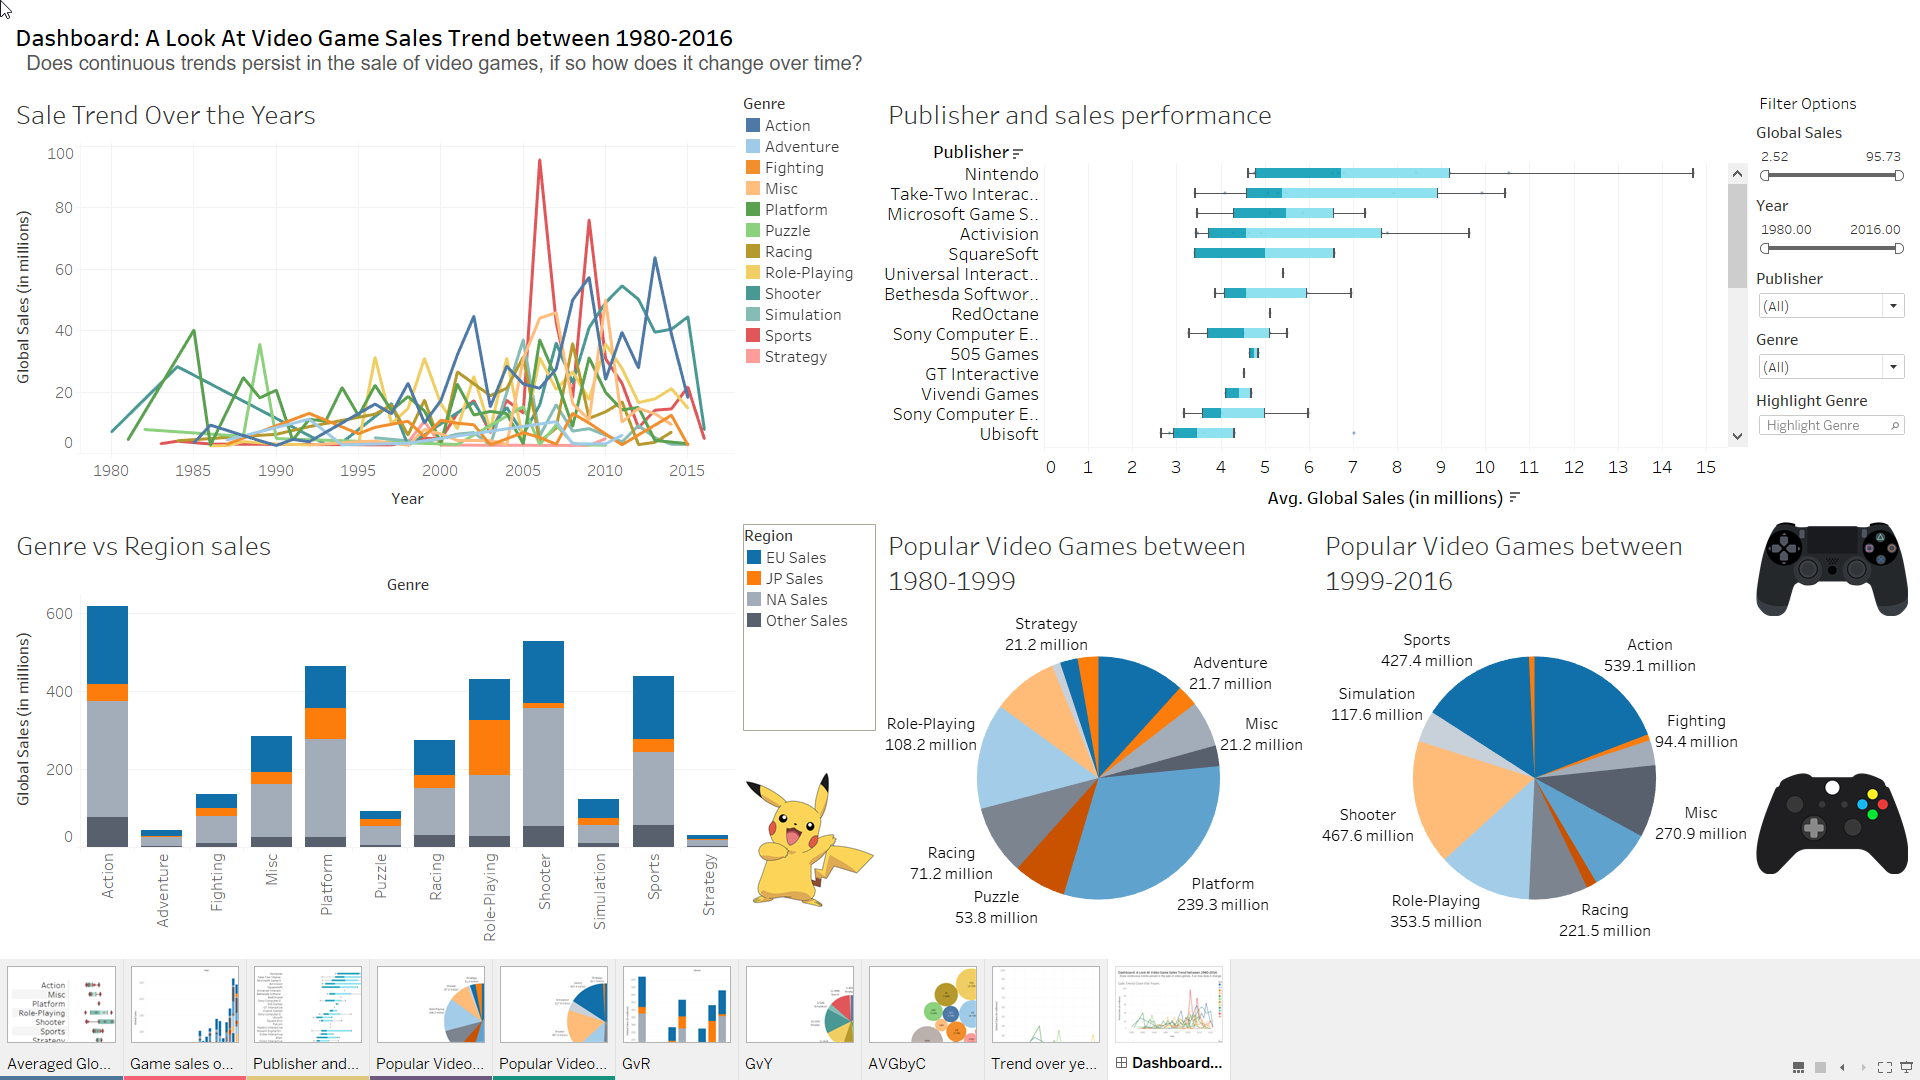 Dashboard: A Look At Video Game Sales Trend between 1980-2016
Does continuous trends persist in the sale of video games, if so how does it change over time?
Sale Trend Over the Years
Global Sales (in millions)
100
80
60
40
20
0
1980
1985
1990
1995
2000
2005
2010
2015
Year
Genre
Action
Adventure
Fighting
Misc
Platform
Puzzle
Racing
Role-Playing
Shooter
Simulation
Sports
Strategy
Publisher and sales performance
Publisher
Nintendo
Take-Two Interac..
Microsoft Game S..
Activision
SquareSoft
Universal Interact..
Bethesda Softwor..
RedOctane
Sony Computer E..
505 Games
GT Interactive
Vivendi Games
Sony Computer E..
Ubisoft
0
1
2
3
4
5
6
7
8
9
10
11
12
13
14
15
Avg. Global Sales (in millions)
Filter Options
Global Sales
2.52
95.73
Year
1980.00
2016.00
Publisher
(All)
Genre
(All)
Highlight Genre
Highlight Genre
Genre vs Region sales
Genre
Global Sales (in millions)
600
400
200
0
Action
Adventure
Fighting
Misc
Platform
Puzzle
Racing
Role-Playing
Shooter
Simulation
Sports
Strategy
Region
EU Sales
JP Sales
NA Sales
Other Sales
Popular Video Games between
1980-1999
Strategy
21.2 million
Adventure
21.7 million
Misc
21.2 million
Role-Playing
108.2 million
Racing
71.2 million
Puzzle
53.8 million
Platform
239.3 million
Popular Video Games between
1999-2016
Sports
427.4 million
Action
539.1 million
Simulation
117.6 million
Fighting
94.4 million
Shooter
467.6 million
Misc
270.9 million
Role-Playing
353.5 million
Racing
221.5 million
Action
Misc
Platform
Role-Playing
Shooter
Sports
Averaged Glo...
Game sales o...
Publisher and...
Popular Video...
Popular Video...
GvR
GvY
AVGbyC
Trend over ye...
Dashboard...